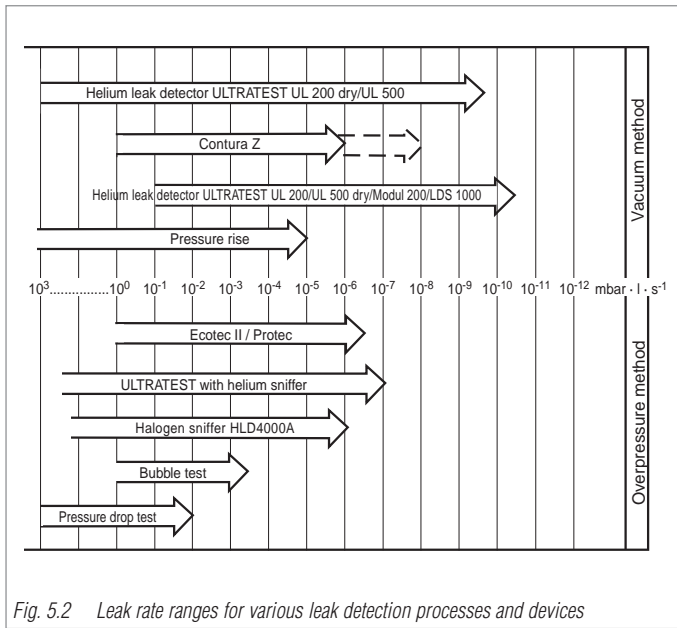 Helium leak detector ULTRATEST UL 200 dry/UL 500
Contura Z
Helium leak detector ULTRATEST UL 200/UL 500 dry/Modul 200/LDS 1000
Pressure rise
Vacuum method
10³...............10⁰ 10⁻¹ 10⁻² 10⁻³ 10⁻⁴ 10⁻⁵ 10⁻⁶ 10⁻⁷ 10⁻⁸ 10⁻⁹ 10⁻¹⁰ 10⁻¹¹ 10⁻¹² mbar · l · s⁻¹
Ecotec II / Protec
ULTRATEST with helium sniffer
Halogen sniffer HLD4000A
Bubble test
Pressure drop test
Overpressure method
Fig. 5.2 Leak rate ranges for various leak detection processes and devices